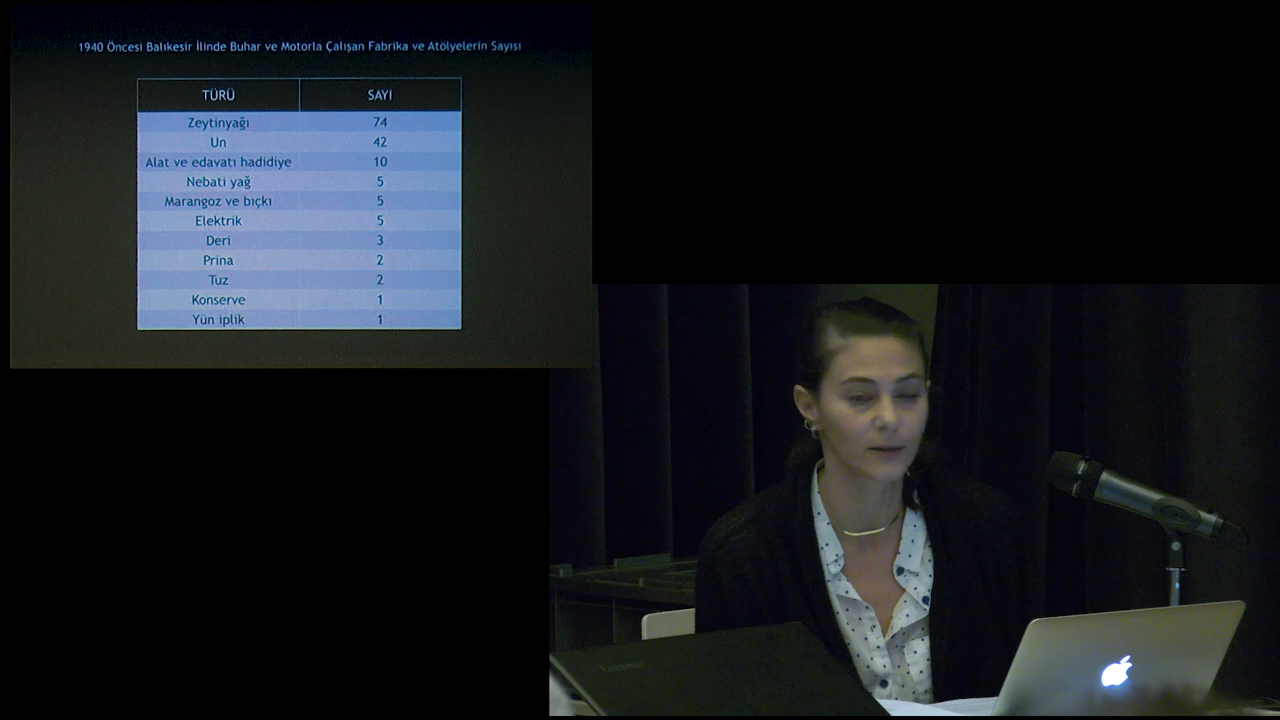 1940 Öncesi Balıkesir İlinde Buhar ve Motorla Çalışan Fabrika ve Atölyelerin Sayısı
TÜRÜ SAYI
Zeytinyağı 74
Un 42
Alat ve edavatı hadidiye 10
Nebati yağ 5
Marangoz ve bıçkı 5
Elektrik 5
Deri 3
Prina 2
Tuz 2
Konserve 1
Yün iplik 1